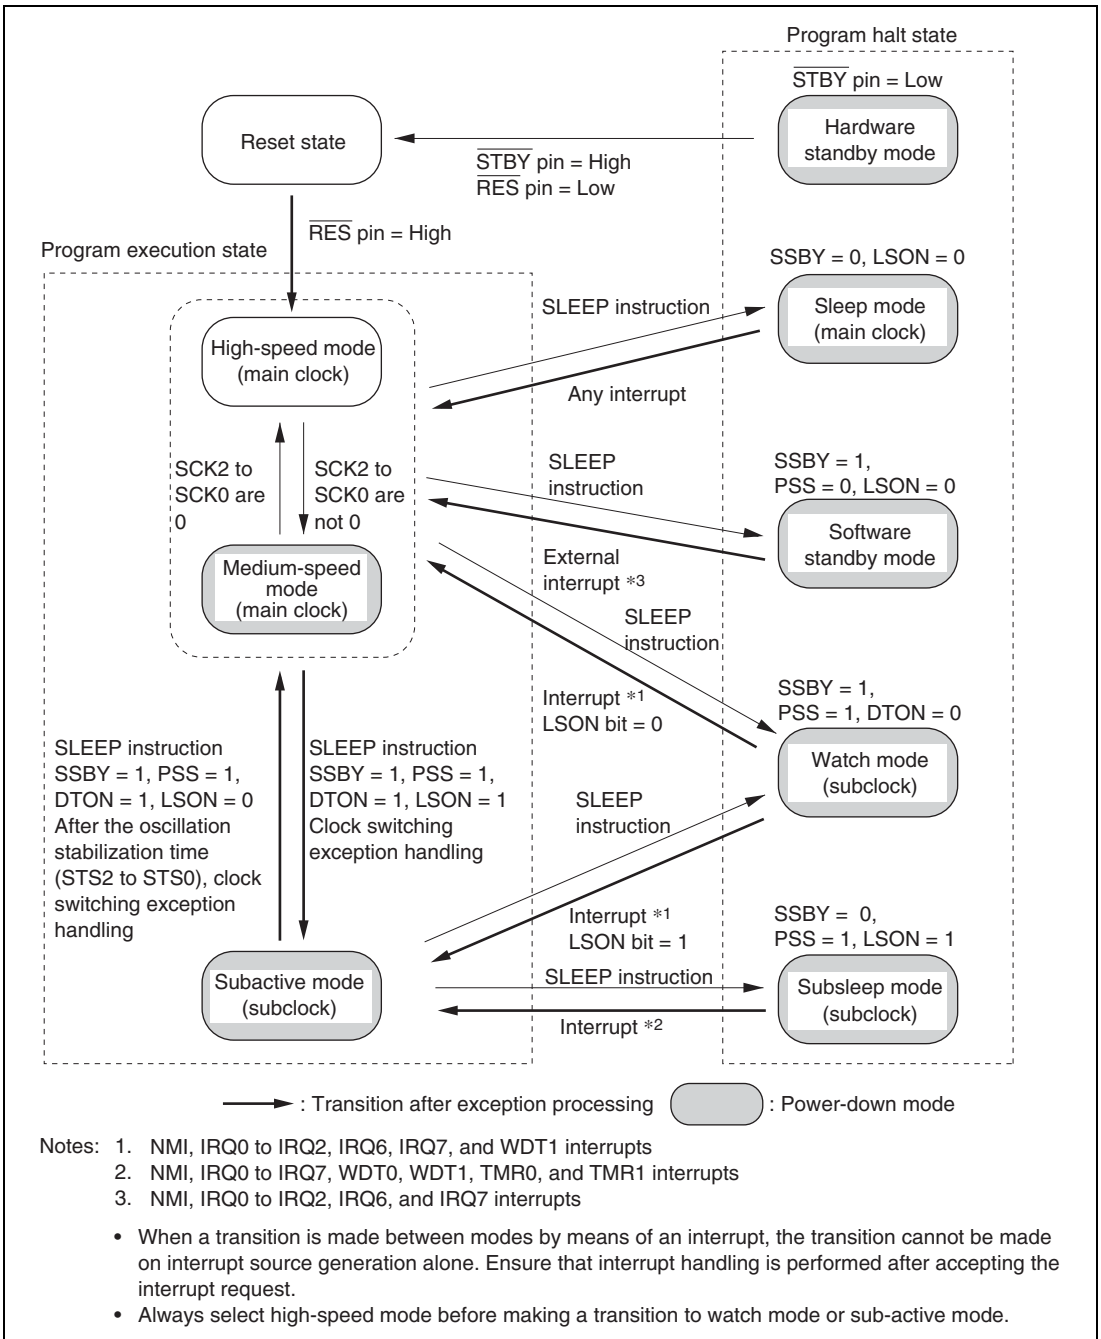 Program halt state
STBY pin = Low
Hardware
standby mode
Reset state
STBY pin = High
RES pin = Low
RES pin = High
Program execution state
SSBY = 0, LSON = 0
Sleep mode
(main clock)
SLEEP instruction
Any interrupt
High-speed mode
(main clock)
SCK2 to
SCK0 are
0
SCK2 to
SCK0 are
not 0
Medium-speed
mode
(main clock)
SLEEP
instruction
SSBY = 1,
PSS = 0, LSON = 0
Software
standby mode
External
interrupt *3
SLEEP
instruction
Interrupt *1
LSON bit = 0
SSBY = 1,
PSS = 1, DTON = 0
Watch mode
(subclock)
SLEEP instruction
SSBY = 1, PSS = 1,
DTON = 1, LSON = 0
After the oscillation
stabilization time
(STS2 to STS0), clock
switching exception
handling
SLEEP instruction
SSBY = 1, PSS = 1,
DTON = 1, LSON = 1
Clock switching
exception handling
SLEEP
instruction
Interrupt *1
LSON bit = 1
SSBY = 0,
PSS = 1, LSON = 1
Subactive mode
(subclock)
SLEEP instruction
Interrupt *2
Subsleep mode
(subclock)
: Transition after exception processing
: Power-down mode
Notes: 1. NMI, IRQ0 to IRQ2, IRQ6, IRQ7, and WDT1 interrupts
2. NMI, IRQ0 to IRQ7, WDT0, WDT1, TMR0, and TMR1 interrupts
3. NMI, IRQ0 to IRQ2, IRQ6, and IRQ7 interrupts
• When a transition is made between modes by means of an interrupt, the transition cannot be made
on interrupt source generation alone. Ensure that interrupt handling is performed after accepting the
interrupt request.
• Always select high-speed mode before making a transition to watch mode or sub-active mode.